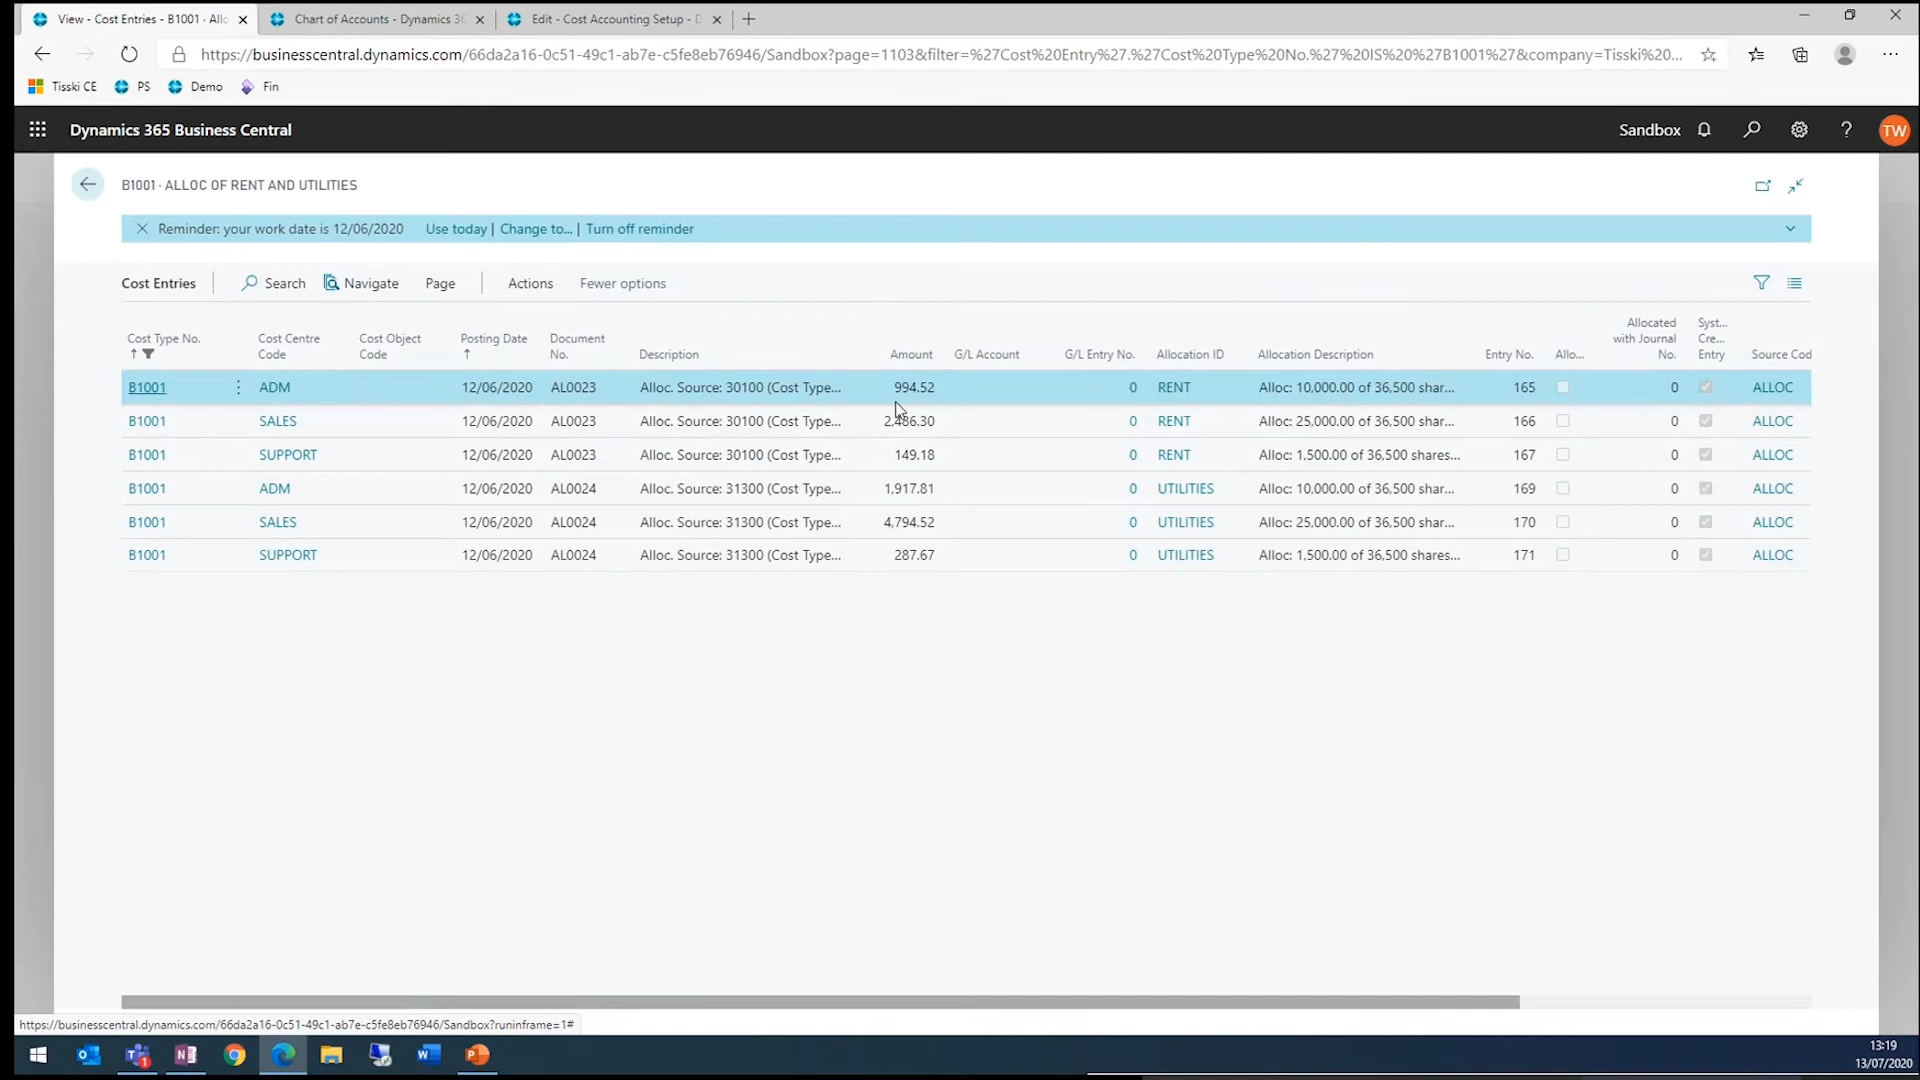 View - Cost Entries - B1001 · Allo
Chart of Accounts - Dynamics 36
Edit - Cost Accounting Setup - D
https://businesscentral.dynamics.com/66da2a16-0c51-49c1-ab7e-c5fe8eb76946/Sandbox?page=1103&filter=%27Cost%20Entry%27.%27Cost%20Type%20No.%27%20IS%20%27B1001%27&company=Tisski%20...
Tisski CE PS Demo Fin
Dynamics 365 Business Central Sandbox ? TW
B1001 · ALLOC OF RENT AND UTILITIES
Reminder: your work date is 12/06/2020 Use today | Change to... | Turn off reminder
Cost Entries Search Navigate Page Actions Fewer options
Cost Type No. Cost Centre Code Cost Object Code Posting Date Document No. Description Amount G/L Account G/L Entry No. Allocation ID Allocation Description Entry No. Allo... Allocated with Journal No. Syst... Cre... Entry Source Cod
B1001 ADM 12/06/2020 AL0023 Alloc. Source: 30100 (Cost Type... 994.52 0 RENT Alloc: 10,000.00 of 36,500 shar... 165 0 ALLOC
B1001 SALES 12/06/2020 AL0023 Alloc. Source: 30100 (Cost Type... 2,486.30 0 RENT Alloc: 25,000.00 of 36,500 shar... 166 0 ALLOC
B1001 SUPPORT 12/06/2020 AL0023 Alloc. Source: 30100 (Cost Type... 149.18 0 RENT Alloc: 1,500.00 of 36,500 shares... 167 0 ALLOC
B1001 ADM 12/06/2020 AL0024 Alloc. Source: 31300 (Cost Type... 1,917.81 0 UTILITIES Alloc: 10,000.00 of 36,500 shar... 169 0 ALLOC
B1001 SALES 12/06/2020 AL0024 Alloc. Source: 31300 (Cost Type... 4,794.52 0 UTILITIES Alloc: 25,000.00 of 36,500 shar... 170 0 ALLOC
B1001 SUPPORT 12/06/2020 AL0024 Alloc. Source: 31300 (Cost Type... 287.67 0 UTILITIES Alloc: 1,500.00 of 36,500 shares... 171 0 ALLOC
https://businesscentral.dynamics.com/66da2a16-0c51-49c1-ab7e-c5fe8eb76946/Sandbox?runinframe=1#
13:19
13/07/2020